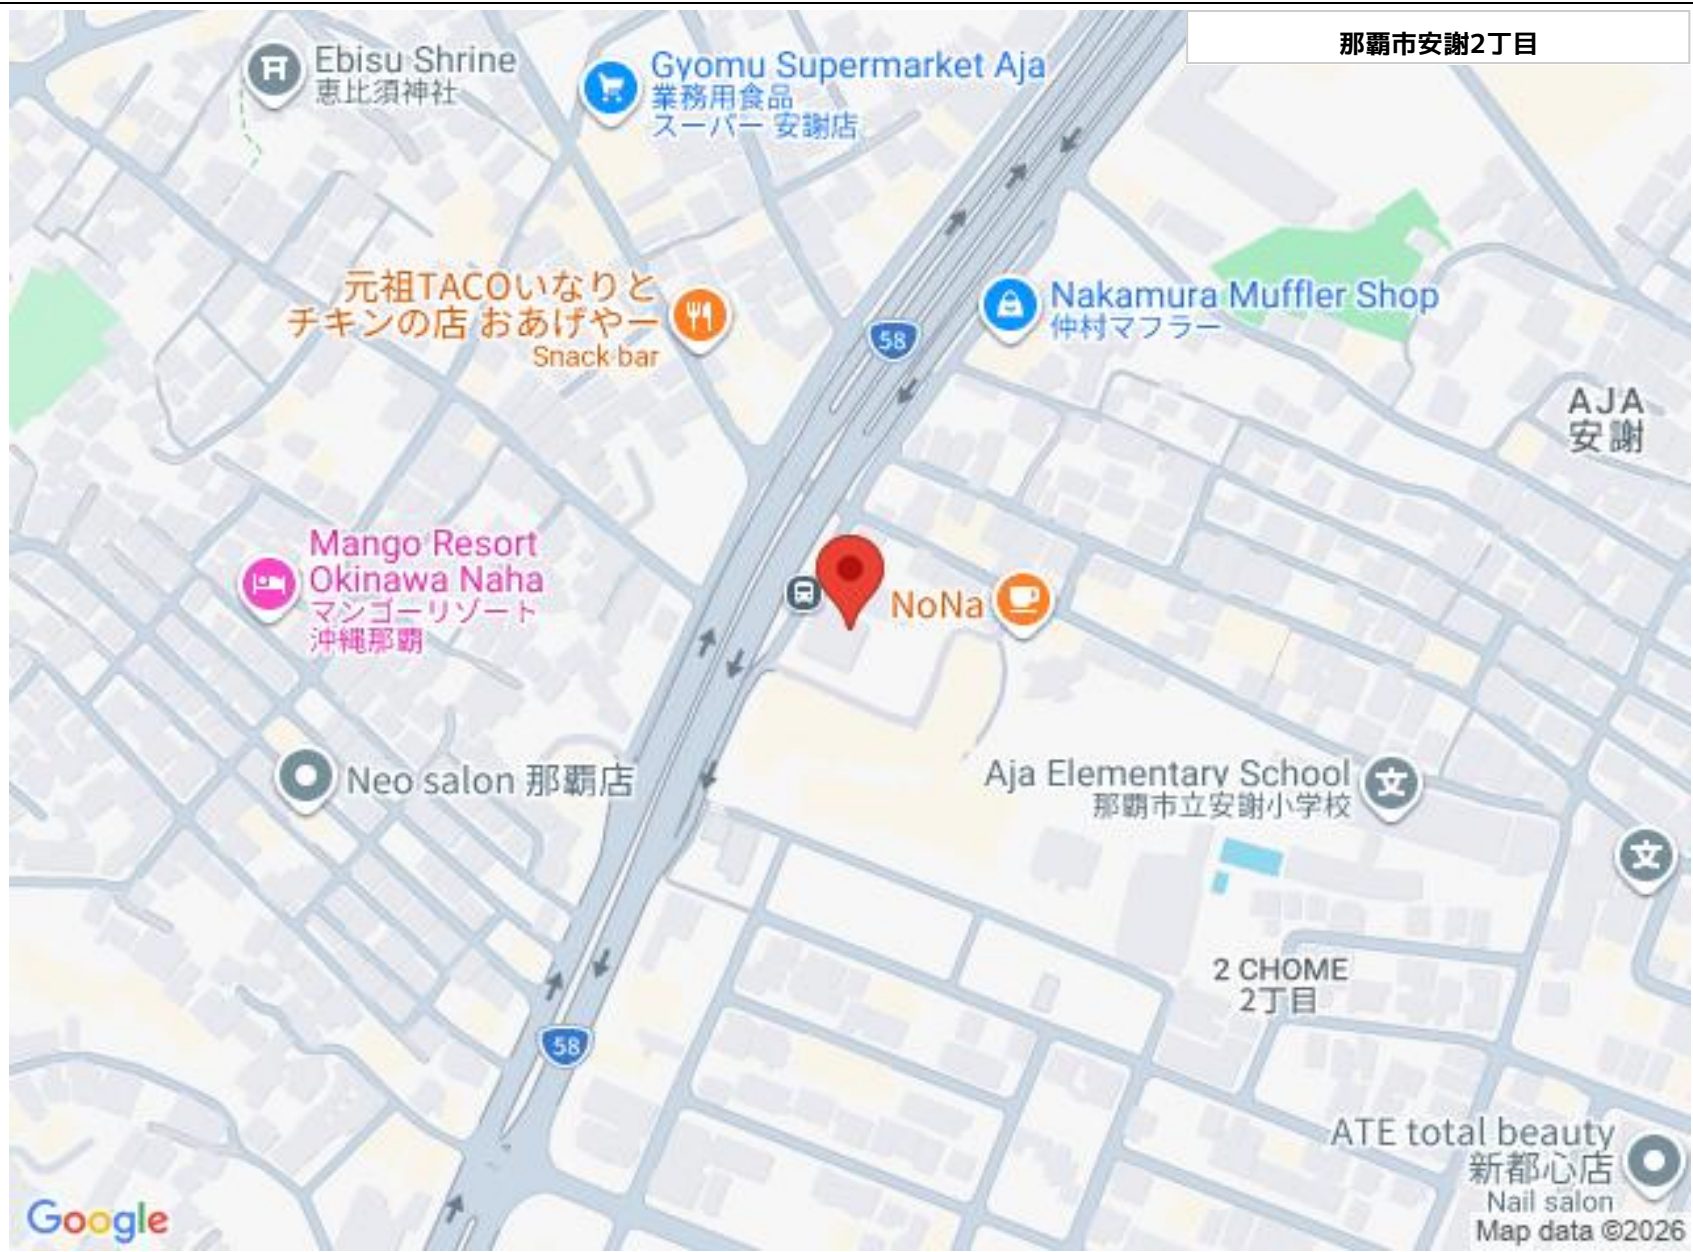 那覇市安謝2丁目
Ebisu Shrine
恵比須神社
Gyomu Supermarket Aja
業務用食品
スーパー 安謝店
元祖TACOいなりと
チキンの店 おあげやー
Snack bar
58
Nakamura Muffler Shop
仲村マフラー
AJA
安謝
Mango Resort
Okinawa Naha
マンゴーリゾート
沖縄那覇
NoNa
Neo salon 那覇店
Aja Elementary School
那覇市立安謝小学校
文
文
2 CHOME
2丁目
58
ATE total beauty
新都心店
Nail salon
Google
Map data ©2026